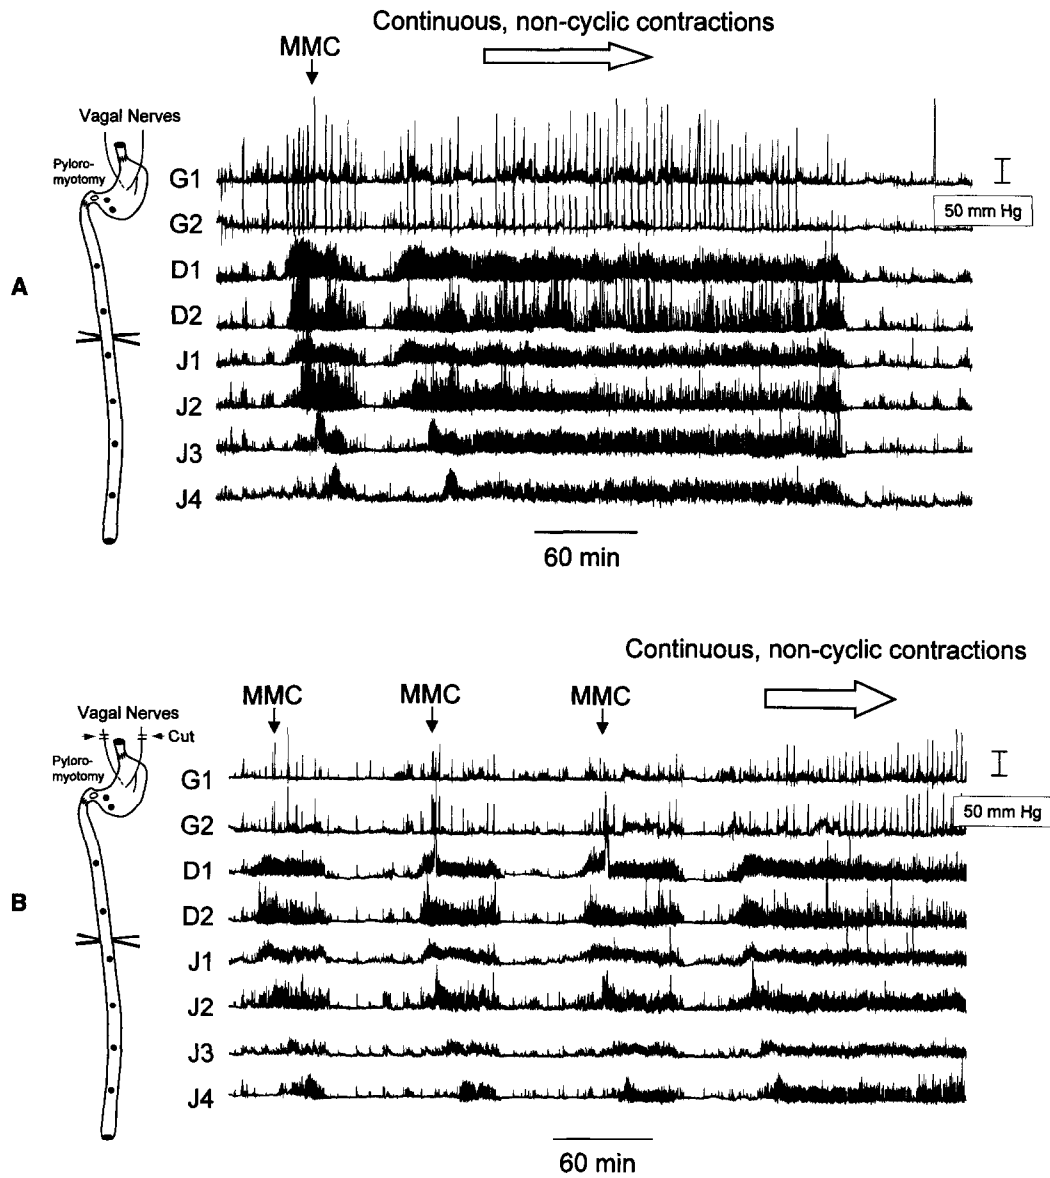 Continuous, non-cyclic contractions
MMC
Vagal Nerves
Pyloro-
myotomy
G1
G2
50 mm Hg
D1
A
D2
J1
J2
J3
J4
60 min
Continuous, non-cyclic contractions
MMC
MMC
MMC
Vagal Nerves
Cut
Pyloro-
myotomy
G1
G2
50 mm Hg
D1
B
D2
J1
J2
J3
J4
60 min